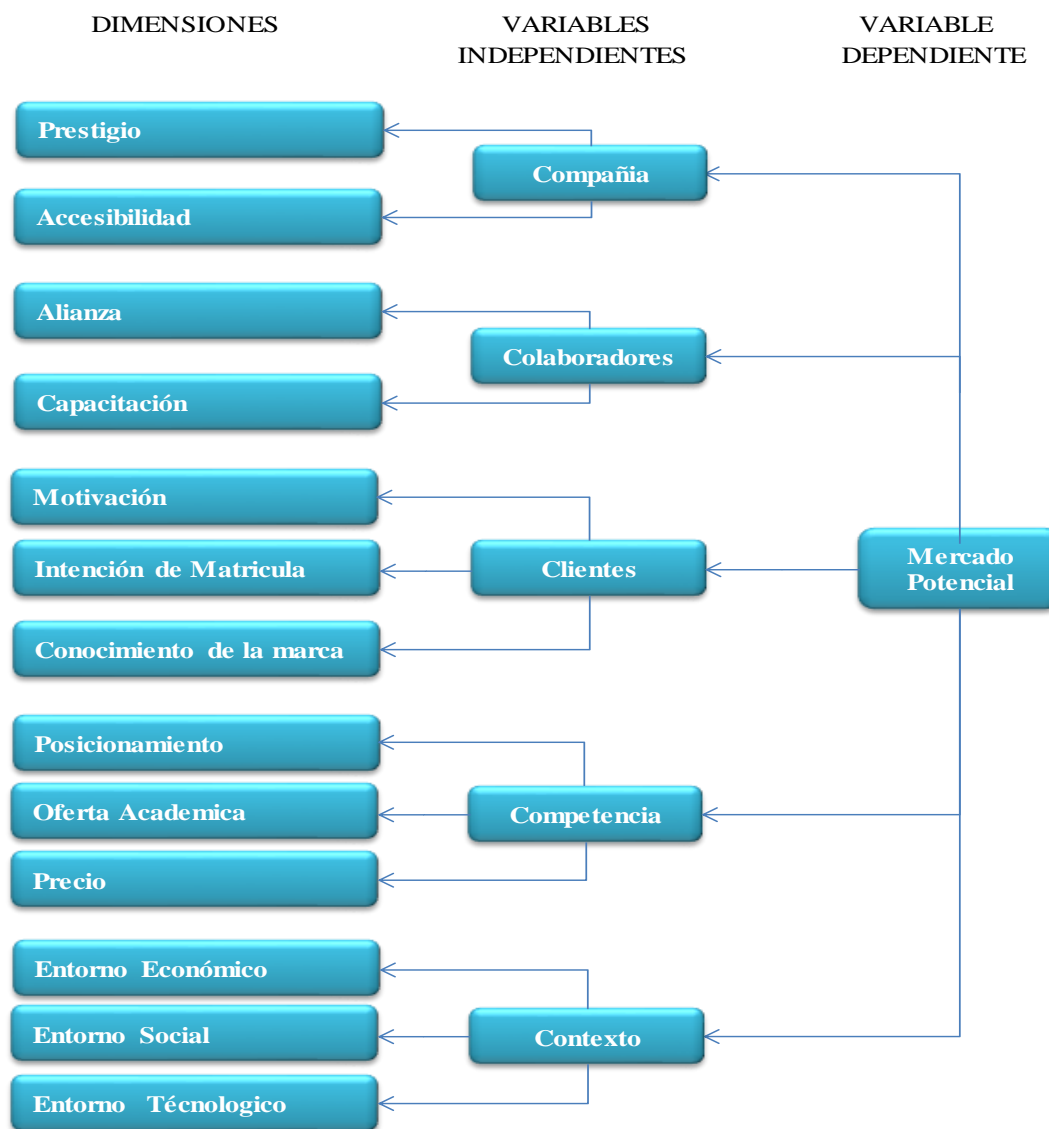 DIMENSIONES
VARIABLES
INDEPENDIENTES
VARIABLE
DEPENDIENTE
Prestigio
Accesibilidad
Compañia
Alianza
Capacitación
Colaboradores
Motivación
Intención de Matricula
Conocimiento de la marca
Clientes
Mercado
Potencial
Posicionamiento
Oferta Academica
Precio
Competencia
Entorno Económico
Entorno Social
Entorno Técnologico
Contexto